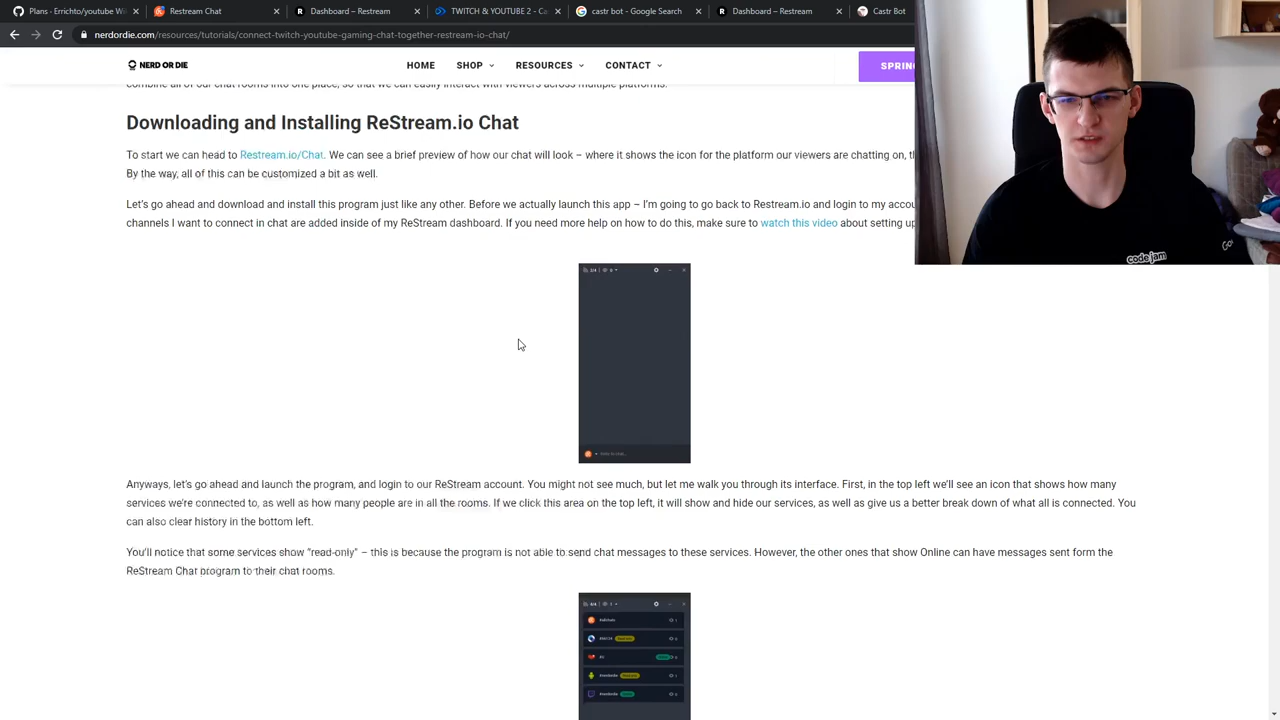 Plans - Errichto/youtube Wi
Restream Chat
Dashboard – Restream
TWITCH & YOUTUBE 2 - Ca
castr bot - Google Search
Dashboard – Restream
Castr Bot
nerdordie.com/resources/tutorials/connect-twitch-youtube-gaming-chat-together-restream-io-chat/
NERD OR DIE
HOME
SHOP
RESOURCES
CONTACT
SPRIN
combine all of our chat rooms into one place, so that we can easily interact with viewers across multiple platforms.
Downloading and Installing ReStream.io Chat
To start we can head to Restream.io/Chat. We can see a brief preview of how our chat will look – where it shows the icon for the platform our viewers are chatting on, th
By the way, all of this can be customized a bit as well.
Let's go ahead and download and install this program just like any other. Before we actually launch this app – I'm going to go back to Restream.io and login to my accou
channels I want to connect in chat are added inside of my ReStream dashboard. If you need more help on how to do this, make sure to watch this video about setting up
codejam
Anyways, let's go ahead and launch the program, and login to our ReStream account. You might not see much, but let me walk you through its interface. First, in the top left we'll see an icon that shows how many
services we're connected to, as well as how many people are in all the rooms. If we click this area on the top left, it will show and hide our services, as well as give us a better break down of what all is connected. You
can also clear history in the bottom left.
You'll notice that some services show "read-only" – this is because the program is not able to send chat messages to these services. However, the other ones that show Online can have messages sent form the
ReStream Chat program to their chat rooms.